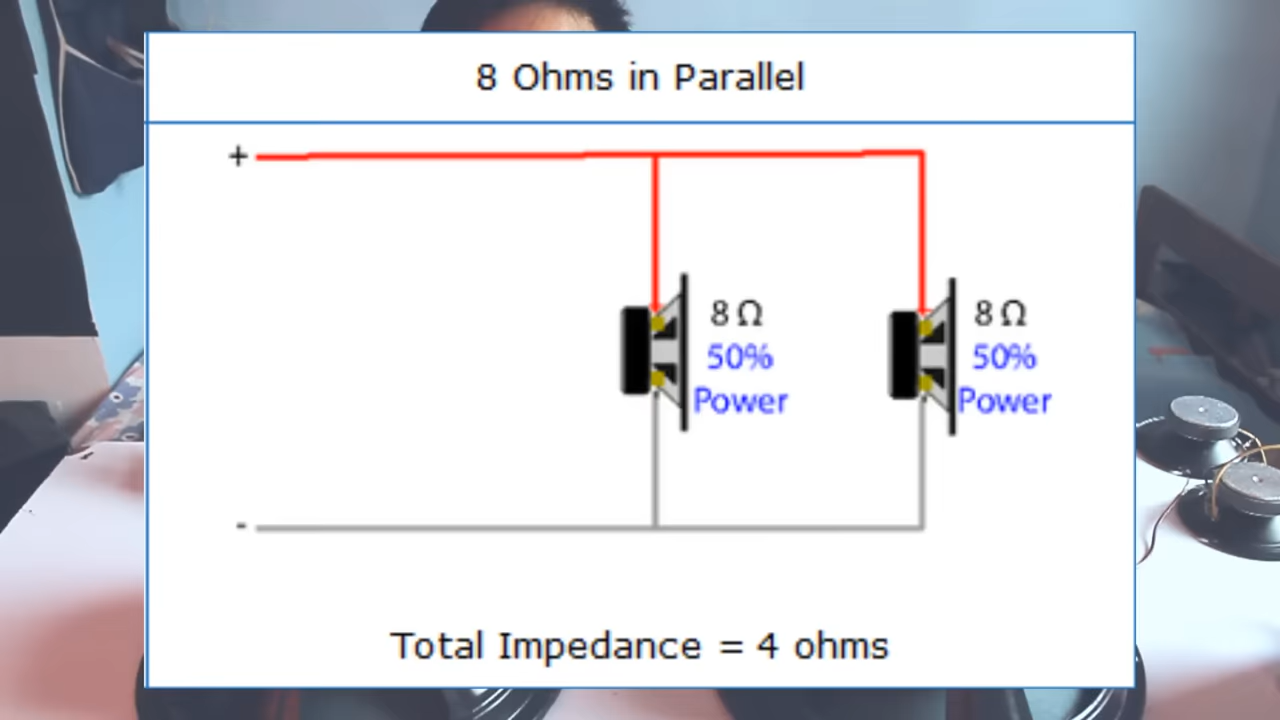 8 Ohms in Parallel
+
8 Ω
50%
Power
8 Ω
50%
Power
-
Total Impedance = 4 ohms